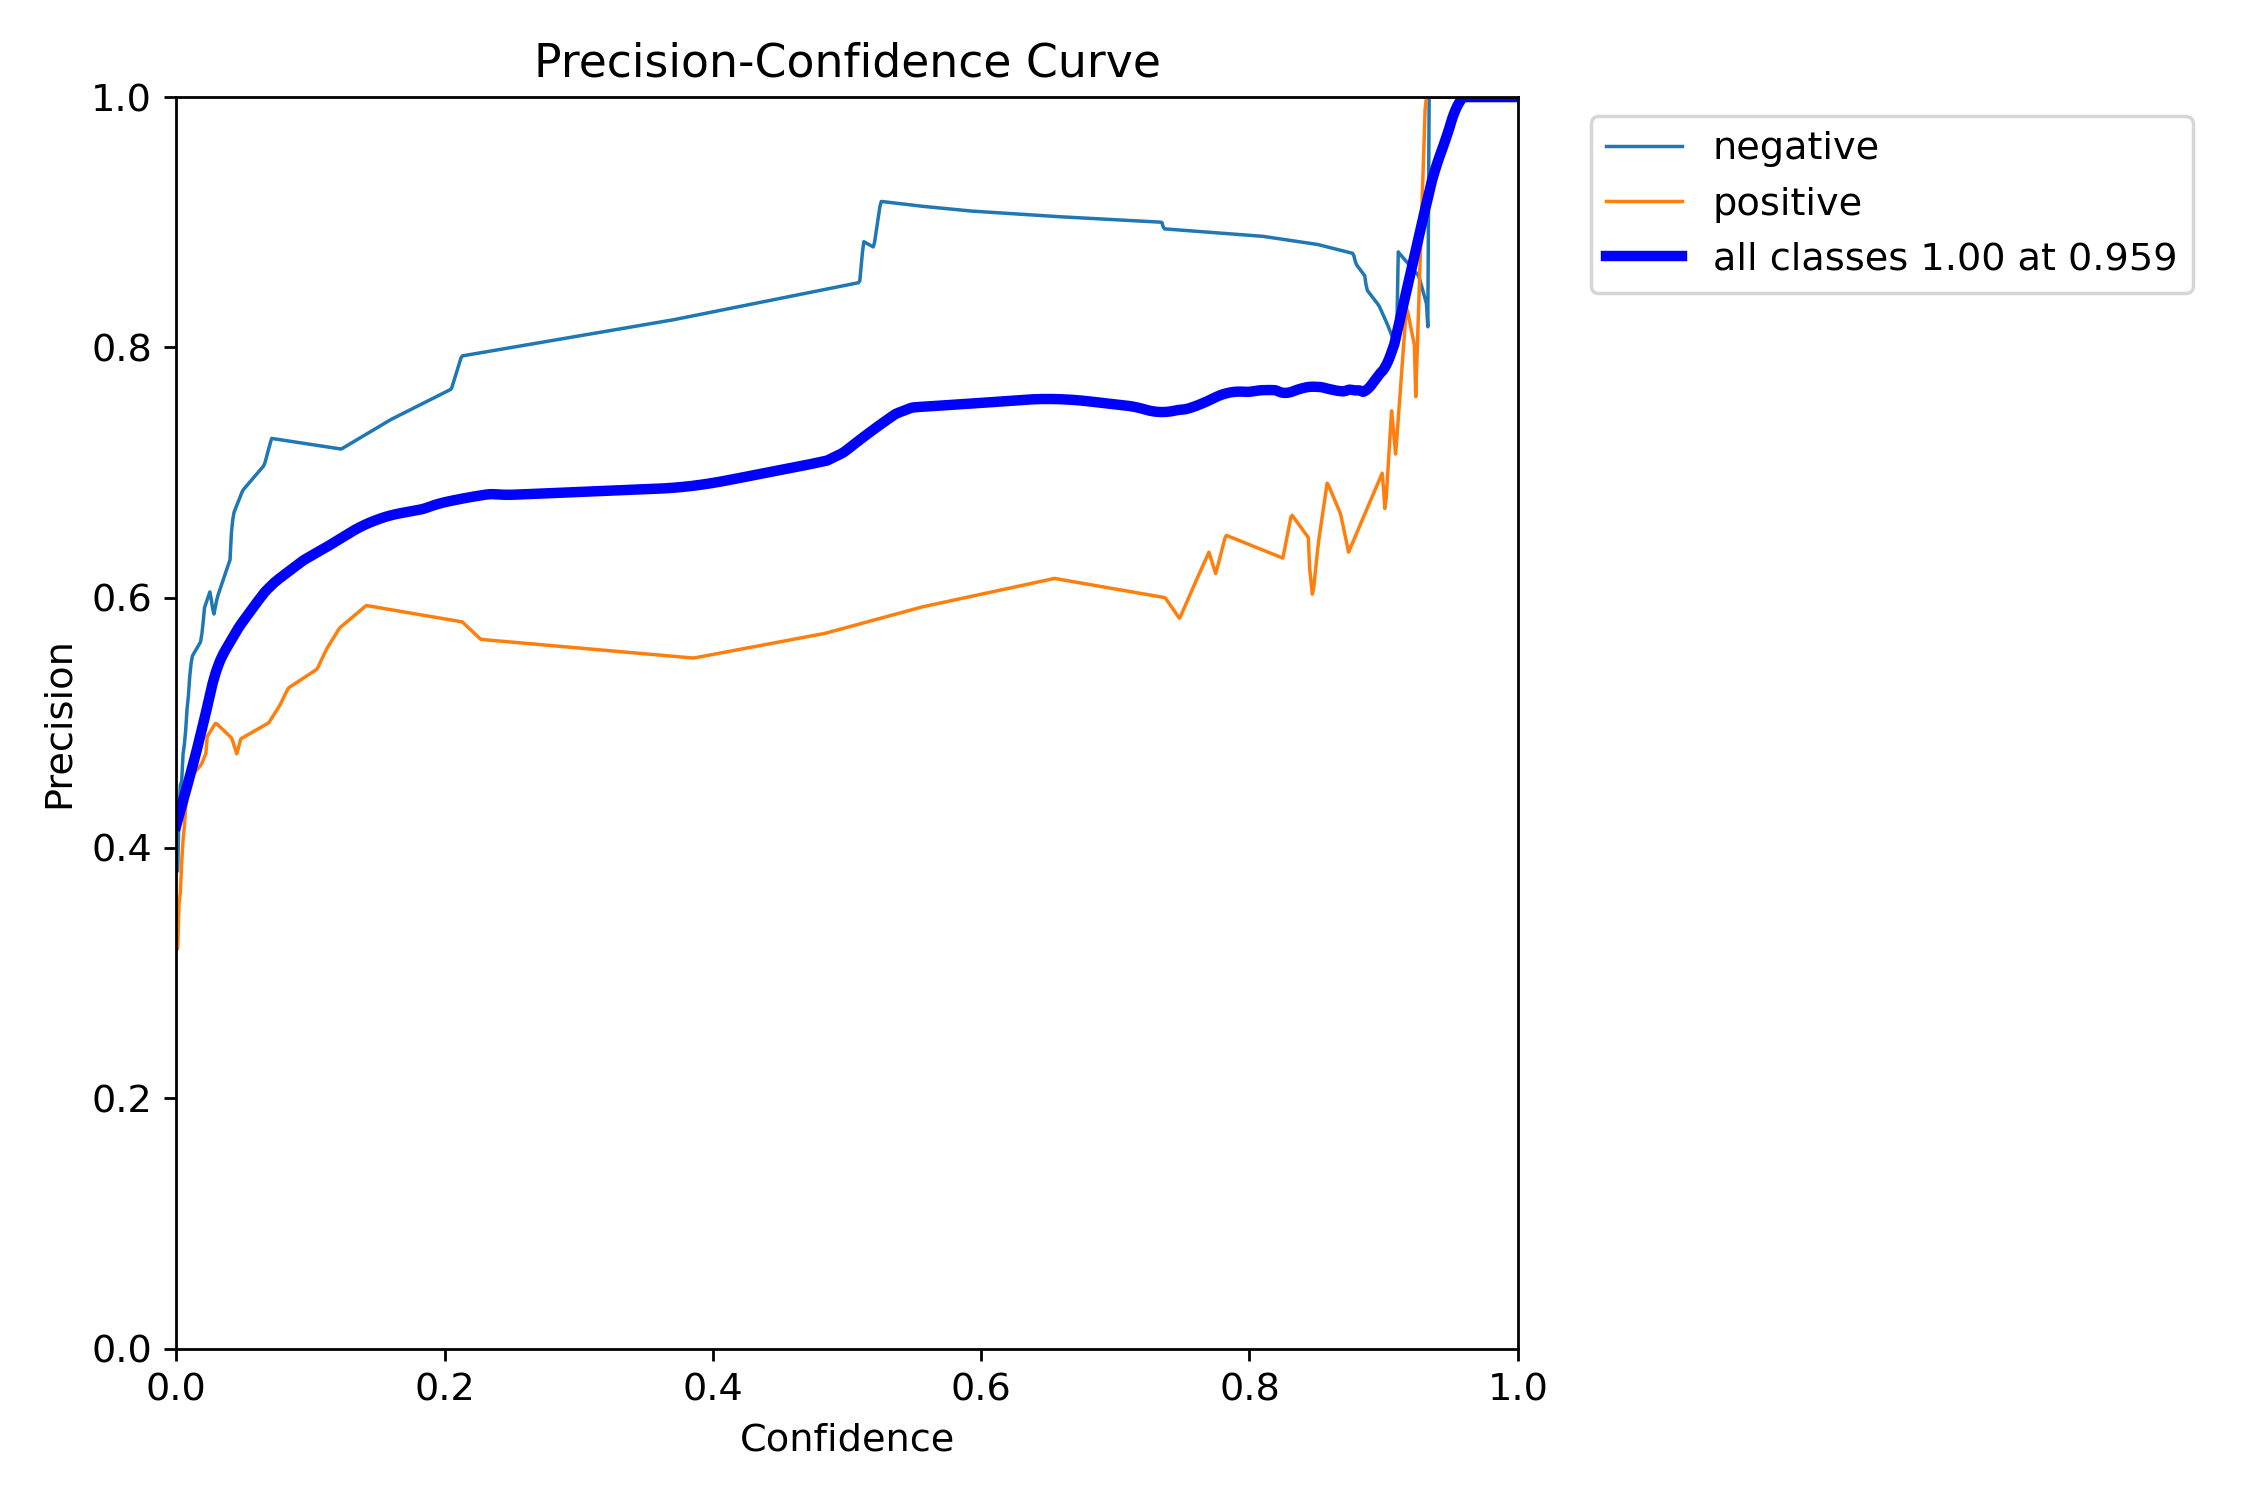 Precision-Confidence Curve
1.0
0.8
0.6
0.4
0.2
0.0
Precision
0.0 0.2 0.4 0.6 0.8 1.0
Confidence
negative
positive
all classes 1.00 at 0.959